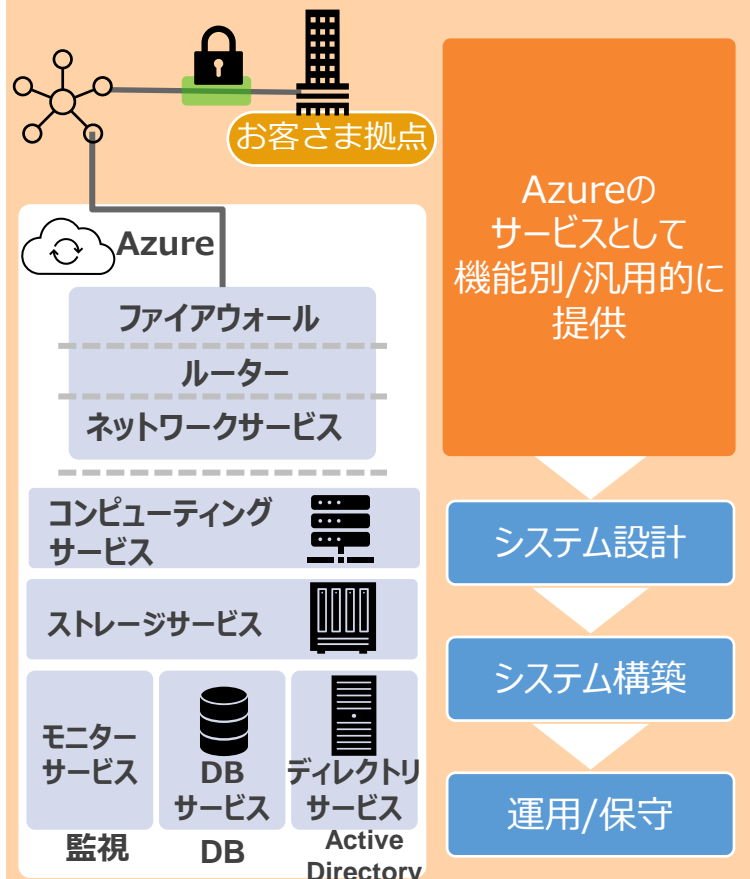 お客さま拠点
Azure
ファイアウォール
ルーター
ネットワークサービス
コンピューティング
サービス
ストレージサービス
モニター
サービス
DB
サービス
ディレクトリ
サービス
監視
DB
Active
Directory
Azureの
サービスとして
機能別/汎用的に
提供
システム設計
システム構築
運用/保守